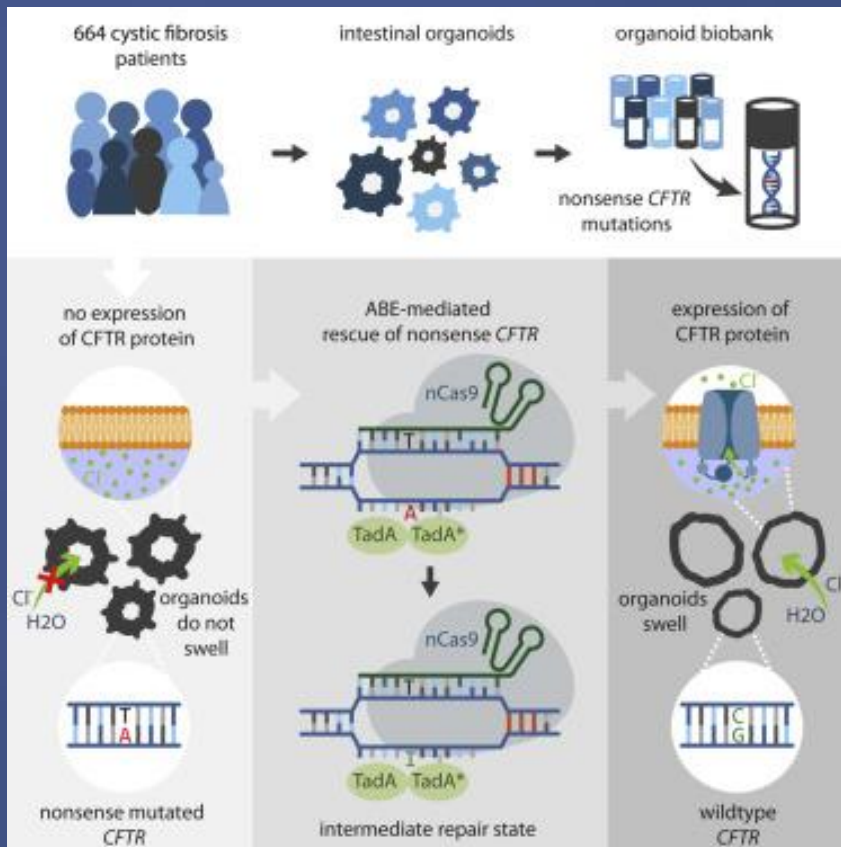 664 cystic fibrosis
patients
intestinal organoids
organoid biobank
nonsense CFTR
mutations
no expression
of CFTR protein
Cl
Cl
H2O
organoids
do not
swell
T
A
nonsense mutated
CFTR
ABE-mediated
rescue of nonsense CFTR
nCas9
T
A
TadA
TadA*
nCas9
T
I
TadA
TadA*
intermediate repair state
expression of
CFTR protein
Cl
organoids
swell
Cl
H2O
C
G
wildtype
CFTR